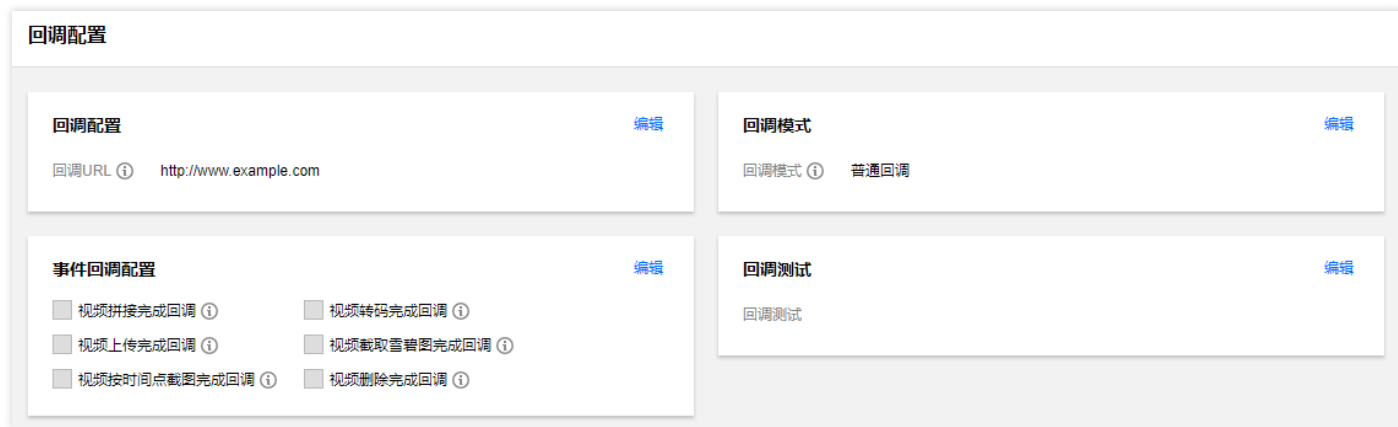 回调配置
回调配置 编辑
回调URL http://www.example.com
回调模式 编辑
回调模式 普通回调
事件回调配置 编辑
视频拼接完成回调 视频转码完成回调
视频上传完成回调 视频截取雪碧图完成回调
视频按时间点截图完成回调 视频删除完成回调
回调测试 编辑
回调测试